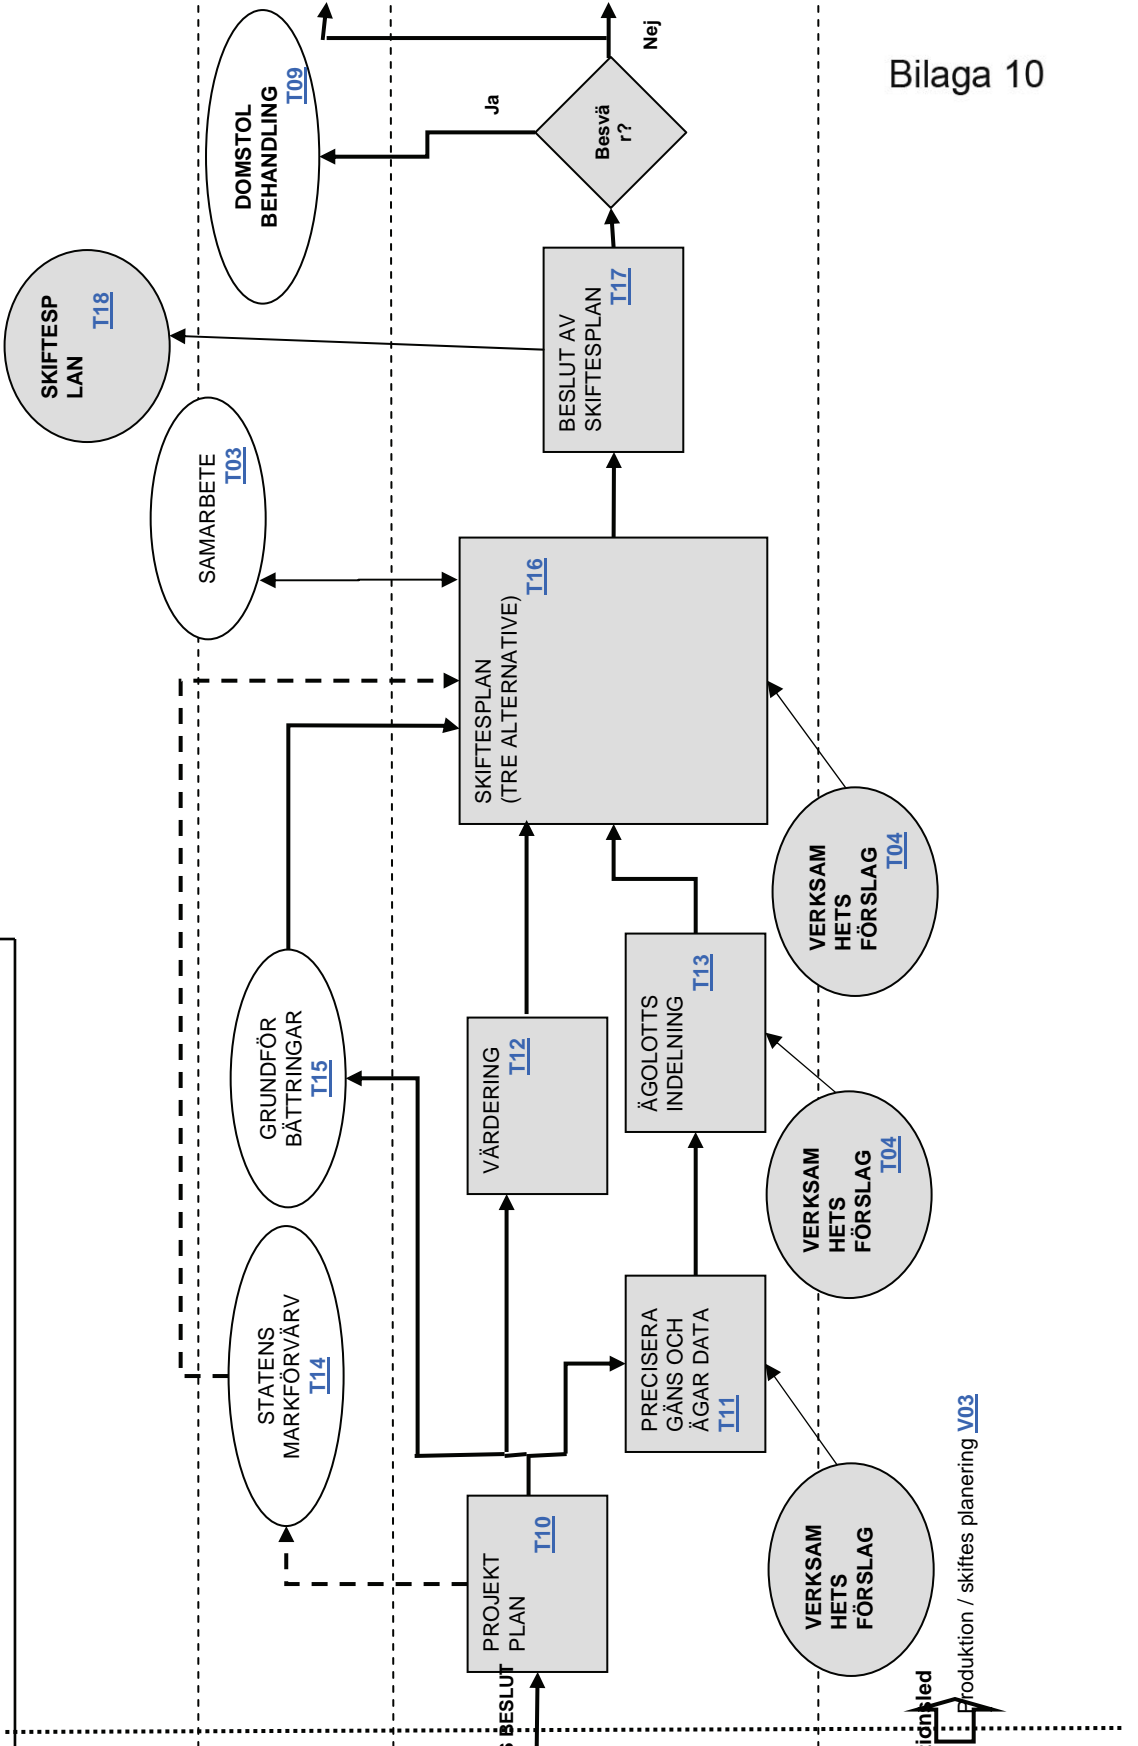 Bilaga 10
SKIFTESP
LAN
T18
DOMSTOL
BEHANDLING
T09
SAMARBETE
T03
GRUNDFÖR
BÄTTRINGAR
T15
STATENS
MARKFÖRVÄRV
T14
PROJEKT
PLAN
T10
VÄRDERING
T12
SKIFTESPLAN
(TRE ALTERNATIVE)
T16
BESLUT AV
SKIFTESPLAN
T17
Besvä
r?
Ja
Nej
PRECISERA
GÄNS OCH
ÄGAR DATA
T11
ÄGOLOTTS
INDELNING
T13
VERKSAM
HETS
FÖRSLAG
VERKSAM
HETS
FÖRSLAG
T04
VERKSAM
HETS
FÖRSLAG
T04
BESLUT
Produktion / skiftes planering V03